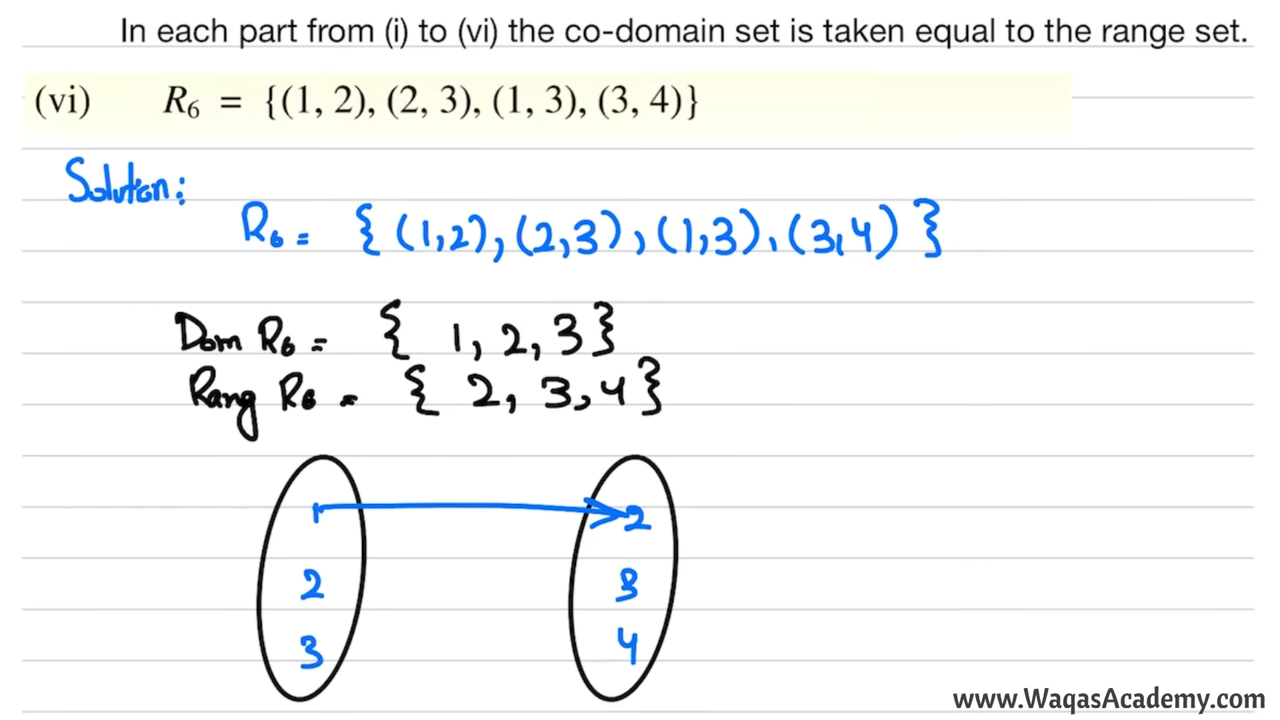 In each part from (i) to (vi) the co-domain set is taken equal to the range set.
(vi) R₆ = {(1, 2), (2, 3), (1, 3), (3, 4)}
Solution:
R₆ = { (1,2), (2,3), (1,3), (3,4) }
Dom R₆ = { 1, 2, 3 }
Rang R₆ = { 2, 3, 4 }
1 2
2 3
3 4
www.WaqasAcademy.com